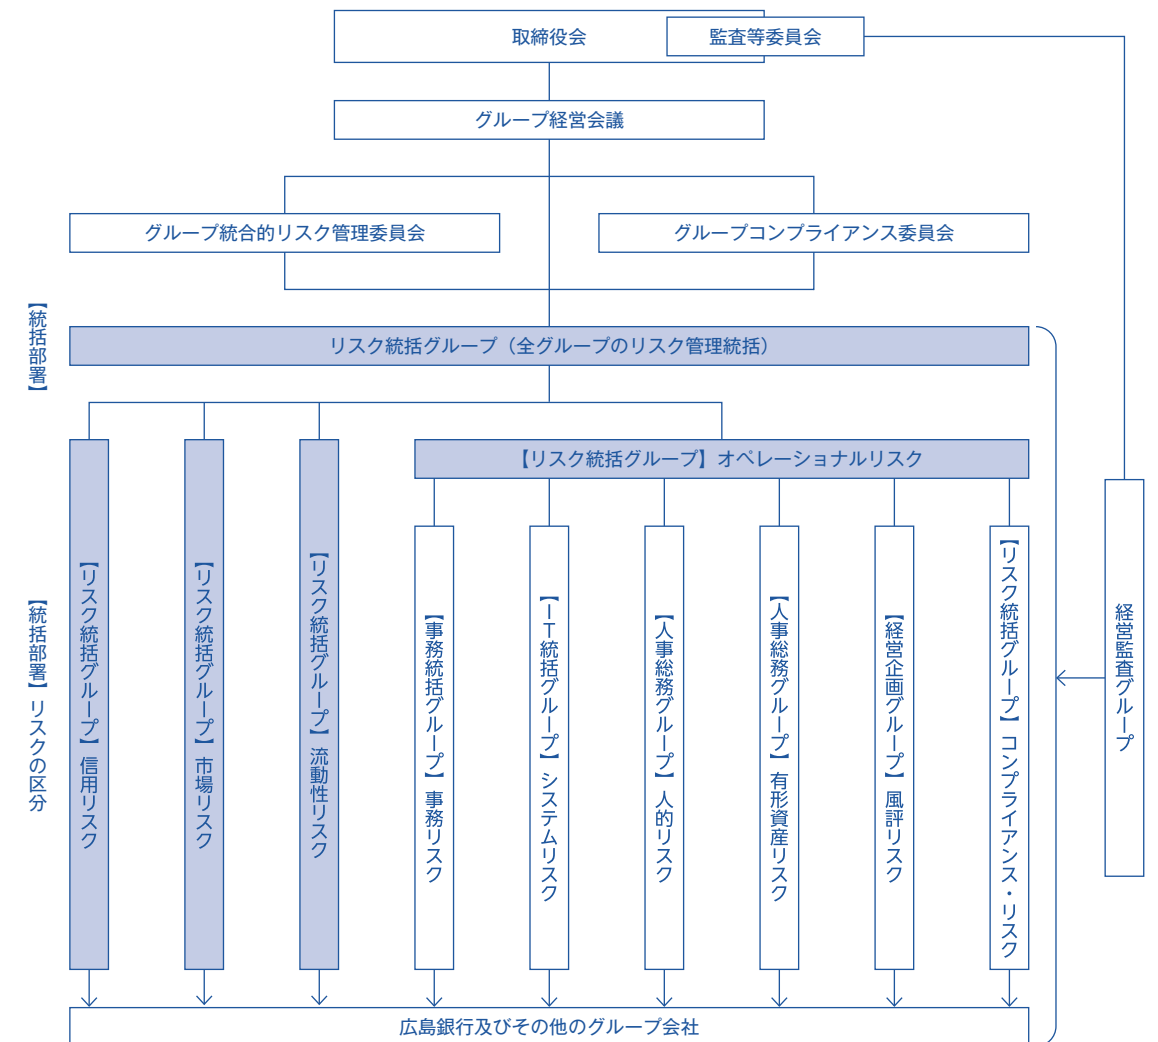 取締役会
監査等委員会
グループ経営会議
グループ統合的リスク管理委員会
グループコンプライアンス委員会
【統括部署】
リスク統括グループ（全グループのリスク管理統括）
【リスク統括グループ】オペレーショナルリスク
【統括部署】リスクの区分
【リスク統括グループ】信用リスク
【リスク統括グループ】市場リスク
【リスク統括グループ】流動性リスク
【事務統括グループ】事務リスク
【IT統括グループ】システムリスク
【人事総務グループ】人的リスク
【人事総務グループ】有形資産リスク
【経営企画グループ】風評リスク
【リスク統括グループ】コンプライアンス・リスク
経営監査グループ
広島銀行及びその他のグループ会社